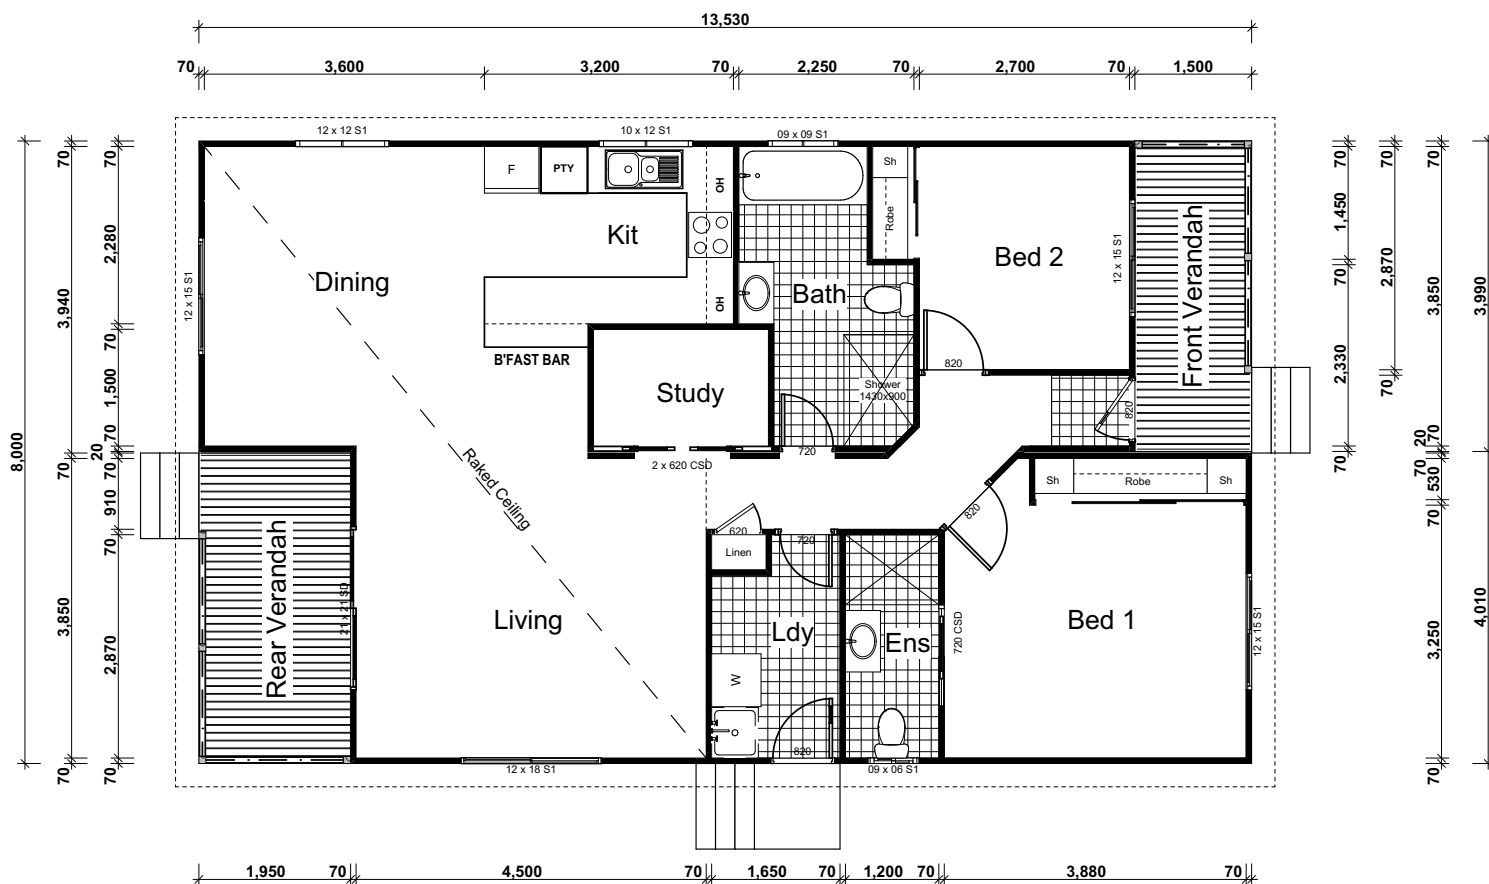 13,530
70 3,600 3,200 70 2,250 70 2,700 70 1,500
12 x 12 S1 10 x 12 S1 09 x 09 S1
F PTY OH Sh
Robe
Kit
Dining
Bath
Bed 2
12 x 15 S1
12 x 15 S1
Front Verandah
OH
B'FAST BAR
Study
Shower
1430x900
820
820
720
2 x 620 CSD
Raked Ceiling
Sh Robe Sh
820
620
720
Linen
Rear Verandah
21 x 21 SD
Living
Ldy
Ens
720 CSD
Bed 1
12 x 15 S1
W
820
12 x 18 S1
09 x 06 S1
8,000
70
3,940
70
3,850
70
70
2,280
70
1,500
70
20
70
910
70
2,870
70
70
1,450
70
2,330
70
70
2,870
70
70
3,850
20
70
70
530
70
3,250
70
3,990
4,010
1,950 70 4,500 70 1,650 70 1,200 70 3,880 70